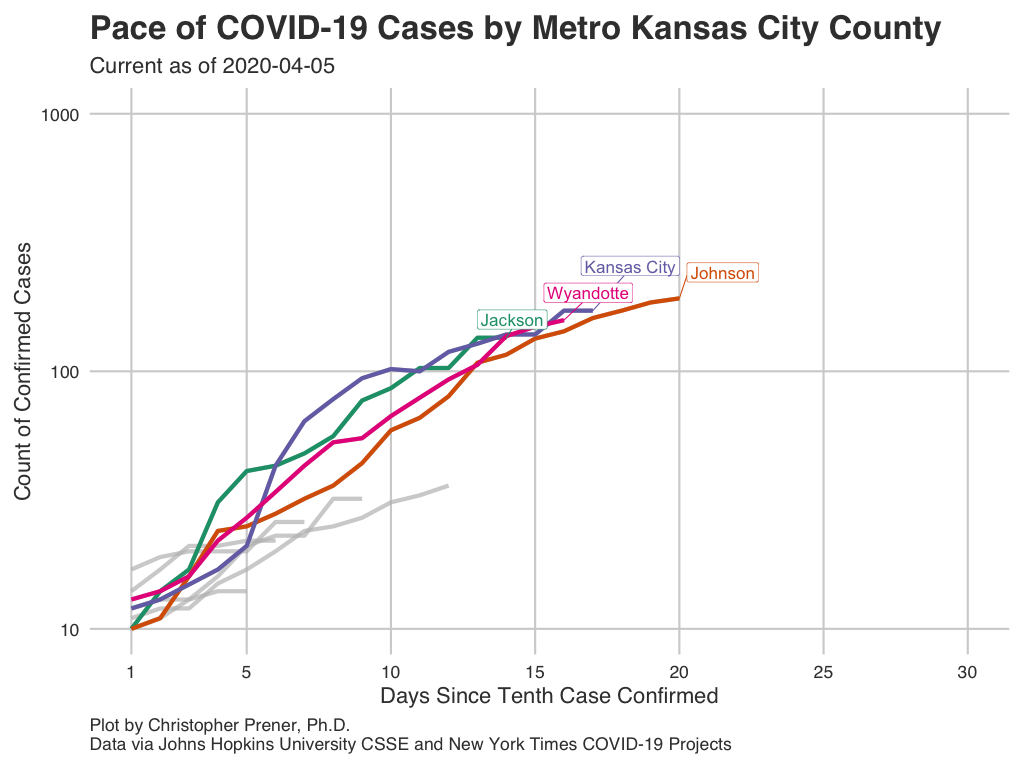 Pace of COVID-19 Cases by Metro Kansas City County
Current as of 2020-04-05
1000
100
10
Count of Confirmed Cases
Kansas City
Johnson
Wyandotte
Jackson
1 5 10 15 20 25 30
Days Since Tenth Case Confirmed
Plot by Christopher Prener, Ph.D.
Data via Johns Hopkins University CSSE and New York Times COVID-19 Projects